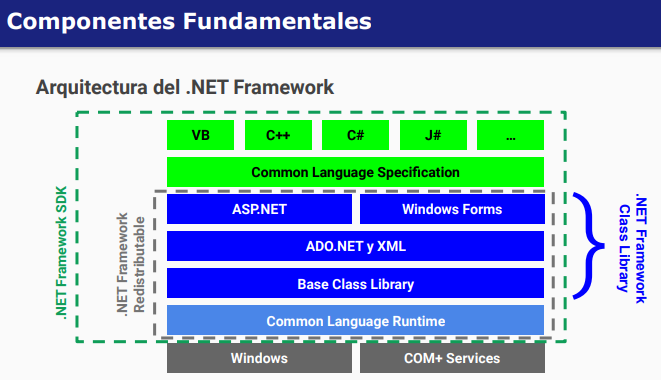 Componentes Fundamentales
Arquitectura del .NET Framework
VB
C++
C#
J#
...
Common Language Specification
ASP.NET
Windows Forms
ADO.NET y XML
Base Class Library
Common Language Runtime
Windows
COM+ Services
.NET Framework SDK
.NET Framework
Redistributable
.NET Framework
Class Library